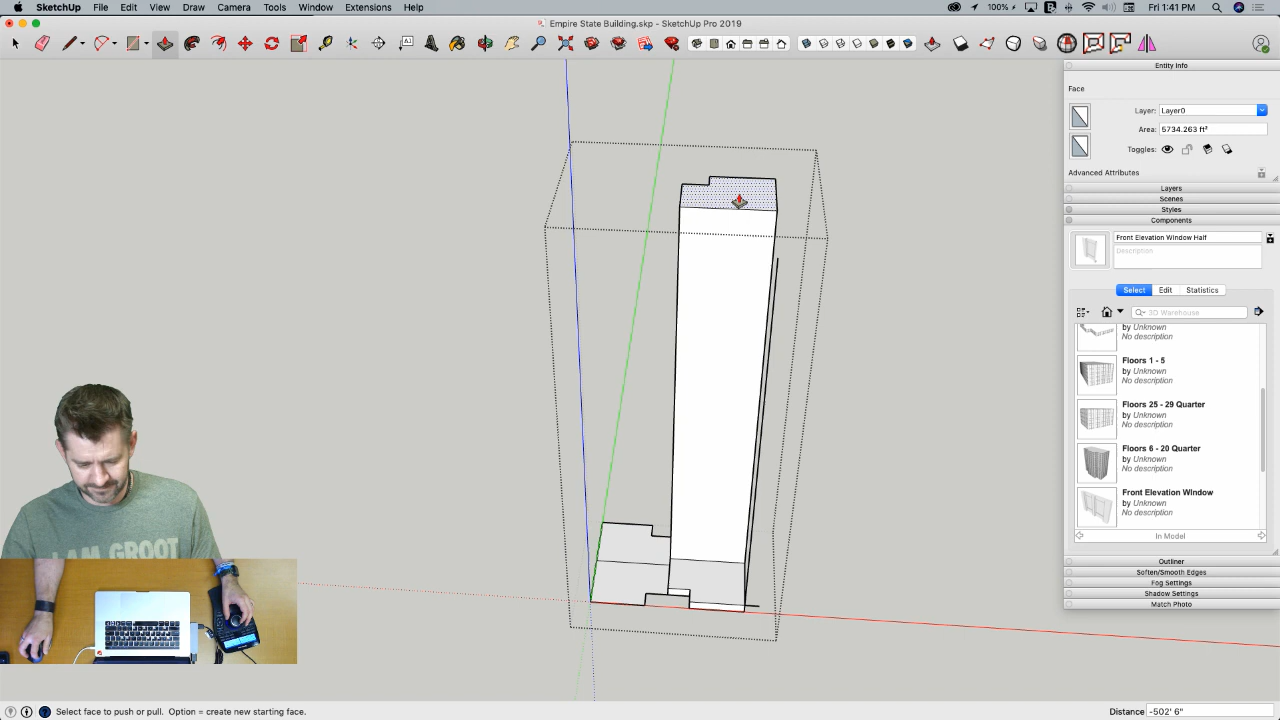 SketchUp File Edit View Draw Camera Tools Window Extensions Help
100% Fri 1:41 PM
Empire State Building.skp - SketchUp Pro 2019
Entity Info
Face
Layer: Layer0
Area: 5734.263 ft²
Toggles:
Advanced Attributes
Layers
Scenes
Styles
Components
Front Elevation Window Half
Description
Select Edit Statistics
3D Warehouse
by Unknown
No description
Floors 1 - 5
by Unknown
No description
Floors 25 - 29 Quarter
by Unknown
No description
Floors 6 - 20 Quarter
by Unknown
No description
Front Elevation Window
by Unknown
No description
In Model
Outliner
Soften/Smooth Edges
Fog Settings
Shadow Settings
Match Photo
I AM GROOT
Select face to push or pull. Option = create new starting face.
Distance -502' 6"